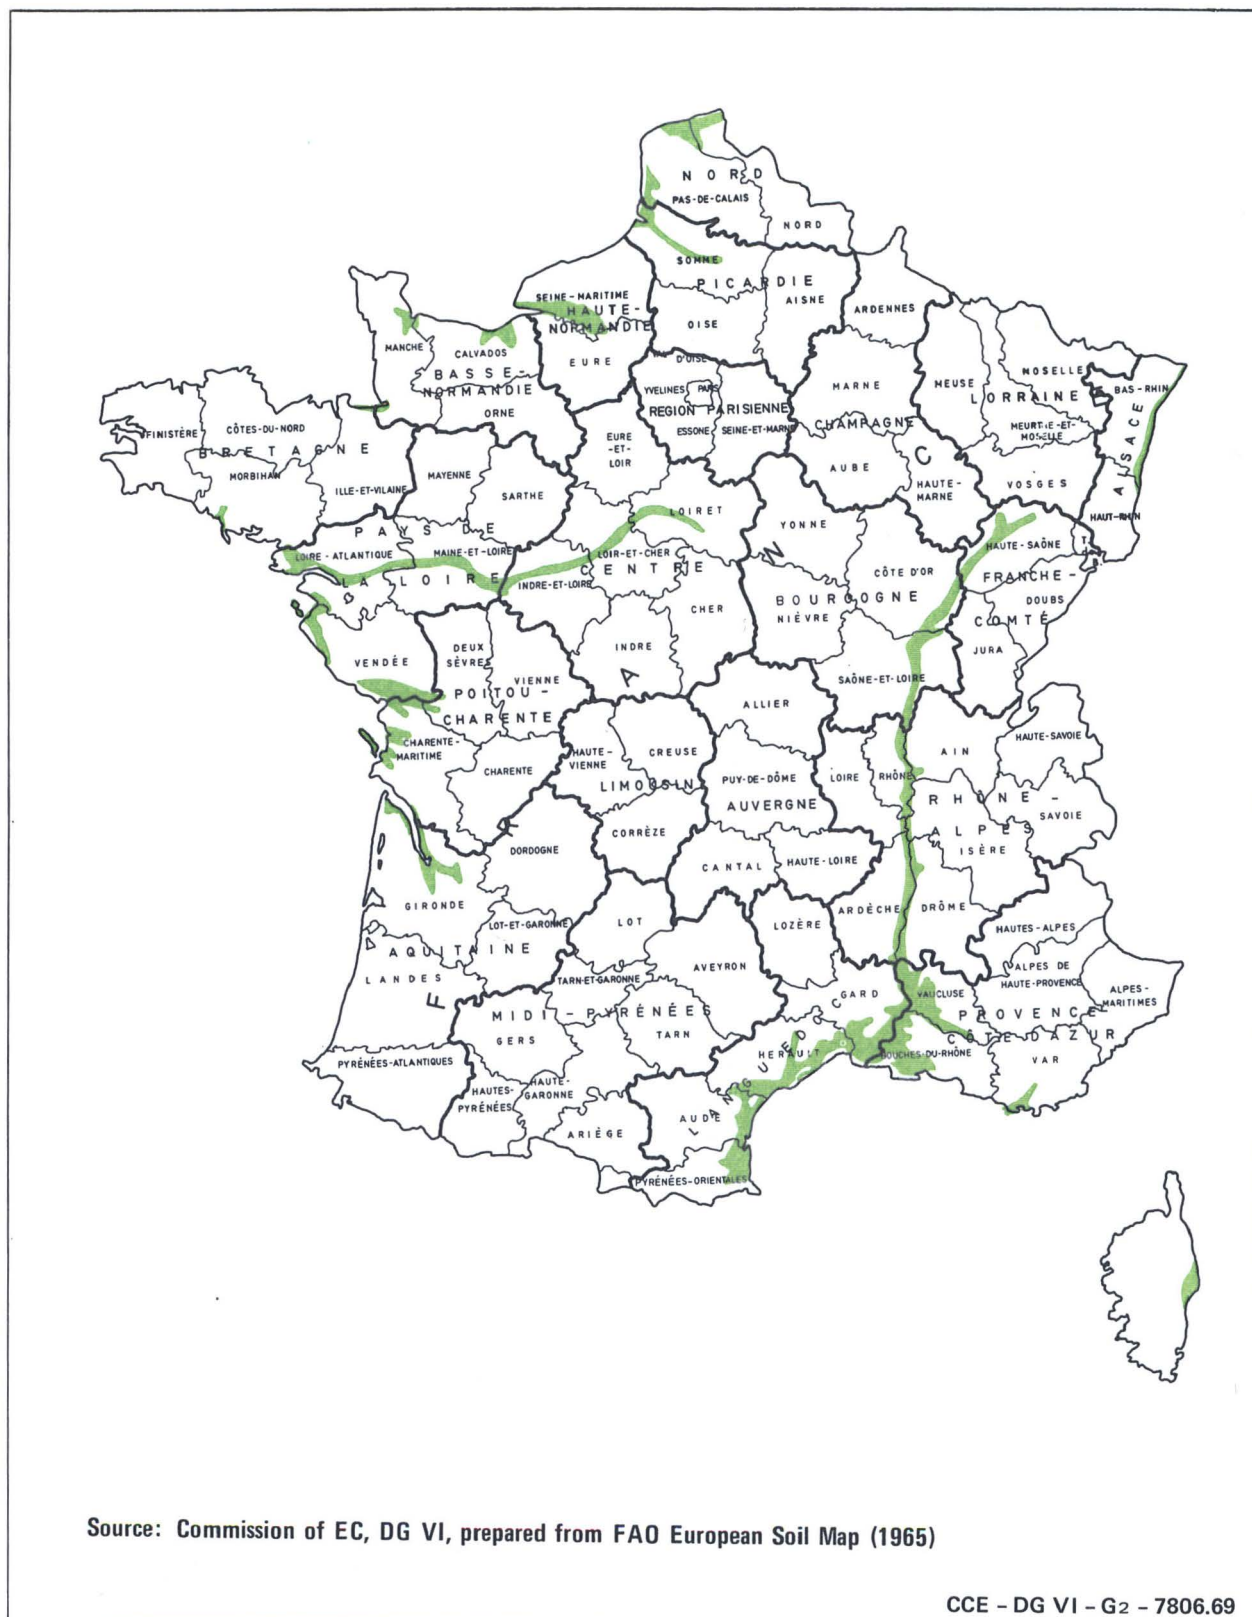 NORD
PAS-DE-CALAIS
NORD
SOMME
PICARDIE
AISNE
SEINE-MARITIME
HAUTE-
NORMANDIE
OISE
ARDENNES
MANCHE
CALVADOS
BASSE-
NORMANDIE
EURE
D'OISE
YVELINES
PARIS
REGION PARISIENNE
ESSONE
SEINE-ET-MARNE
MARNE
CHAMPAGNE
MEUSE
MOSELLE
LORRAINE
MEURTHE-ET-
MOSELLE
BAS-RHIN
ALSACE
FINISTÈRE
CÔTES-DU-NORD
BRETAGNE
MORBIHAN
ILLE-ET-VILAINE
ORNE
MAYENNE
SARTHE
EURE
-ET-
LOIR
AUBE
HAUTE-
MARNE
VOSGES
HAUT-RHIN
PAYS DE
LA LOIRE
LOIRE-ATLANTIQUE
MAINE-ET-LOIRE
LOIRET
YONNE
LOIR-ET-CHER
CENTRE
INDRE-ET-LOIRE
CÔTE D'OR
HAUTE-SAÔNE
T.
B.
FRANCHE-
DOUBS
COMTÉ
BOURGOGNE
NIÈVRE
CHER
JURA
VENDÉE
DEUX
SÈVRES
VIENNE
INDRE
SAÔNE-ET-LOIRE
POITOU-
CHARENTE
ALLIER
CHARENTE-
MARITIME
CHARENTE
HAUTE-
VIENNE
CREUSE
LIMOUSIN
PUY-DE-DÔME
AUVERGNE
LOIRE
RHÔNE
AIN
HAUTE-SAVOIE
RHÔNE-
ALPES
SAVOIE
ISÈRE
CORRÈZE
DORDOGNE
CANTAL
HAUTE-LOIRE
GIRONDE
LOT-ET-GARONNE
LOT
LOZÈRE
ARDÈCHE
DRÔME
HAUTES-ALPES
AQUITAINE
LANDES
TARN-ET-GARONNE
AVEYRON
GARD
VAUCLUSE
ALPES DE
HAUTE-PROVENCE
ALPES-
MARITIMES
PROVENCE-
CÔTE D'AZUR
MIDI-PYRÉNÉES
GERS
TARN
HERAULT
LANGUEDOC
BOUCHES-DU-RHÔNE
VAR
PYRÉNÉES-ATLANTIQUES
HAUTES-
PYRÉNÉES
HAUTE-
GARONNE
ARIÈGE
AUDE
PYRÉNÉES-ORIENTALES
FRANCE
Source: Commission of EC, DG VI, prepared from FAO European Soil Map (1965)
CCE - DG VI - G2 - 7806.69